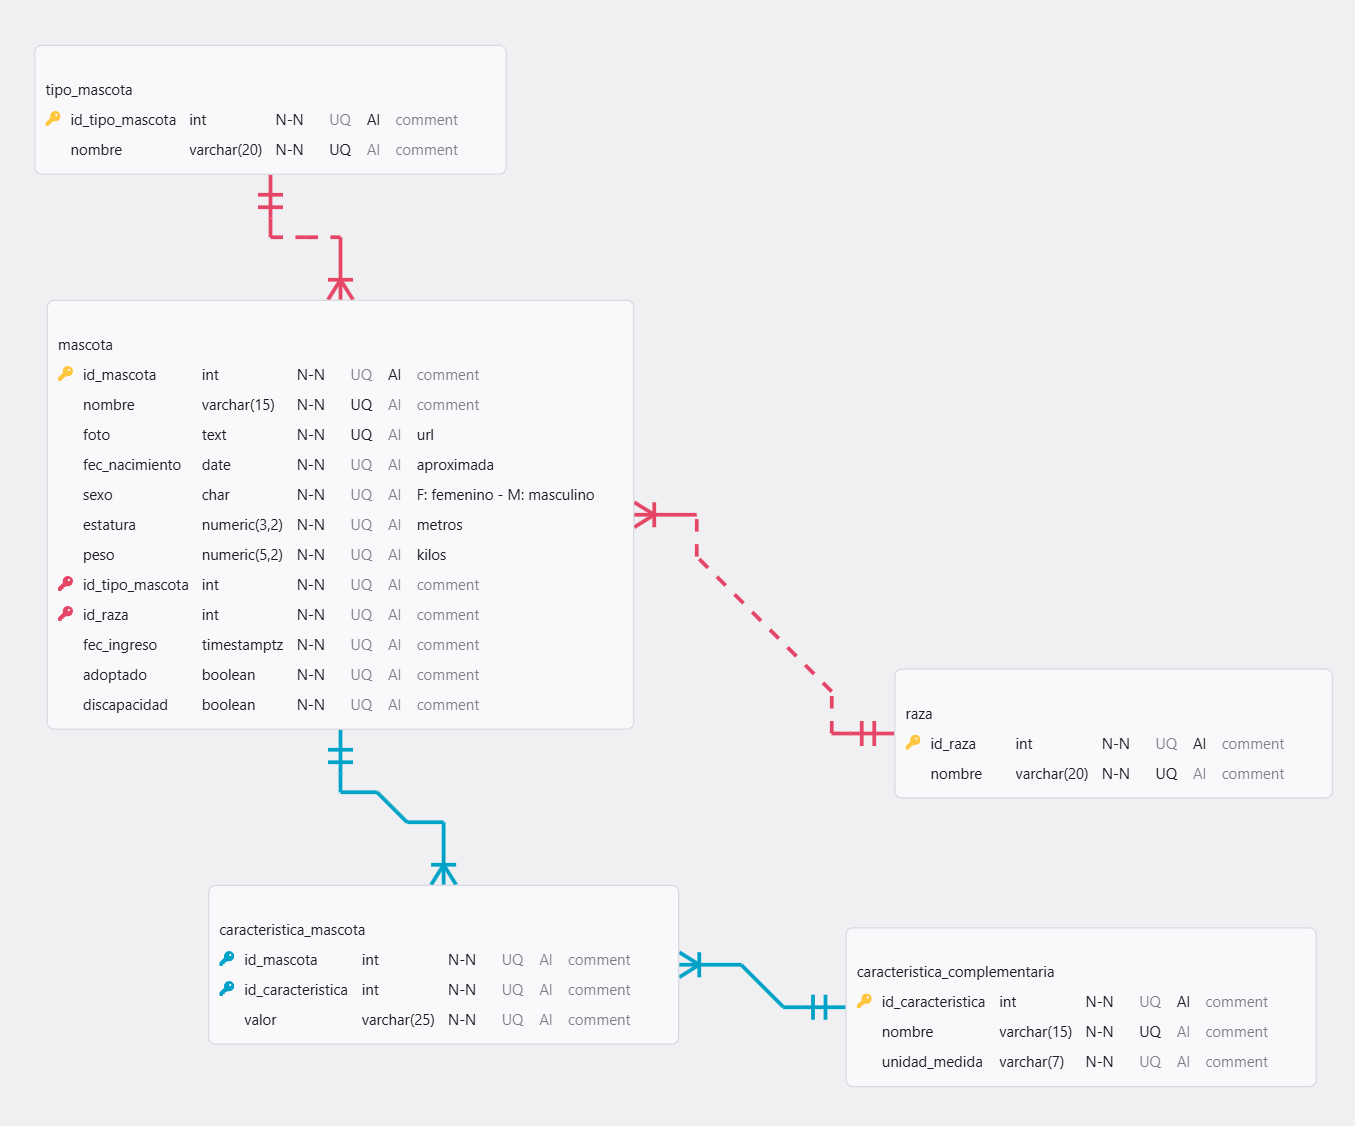 tipo_mascota
id_tipo_mascota int N-N UQ AI comment
nombre varchar(20) N-N UQ AI comment
mascota
id_mascota int N-N UQ AI comment
nombre varchar(15) N-N UQ AI comment
foto text N-N UQ AI url
fec_nacimiento date N-N UQ AI aproximada
sexo char N-N UQ AI F: femenino - M: masculino
estatura numeric(3,2) N-N UQ AI metros
peso numeric(5,2) N-N UQ AI kilos
id_tipo_mascota int N-N UQ AI comment
id_raza int N-N UQ AI comment
fec_ingreso timestamptz N-N UQ AI comment
adoptado boolean N-N UQ AI comment
discapacidad boolean N-N UQ AI comment
raza
id_raza int N-N UQ AI comment
nombre varchar(20) N-N UQ AI comment
caracteristica_mascota
id_mascota int N-N UQ AI comment
id_caracteristica int N-N UQ AI comment
valor varchar(25) N-N UQ AI comment
caracteristica_complementaria
id_caracteristica int N-N UQ AI comment
nombre varchar(15) N-N UQ AI comment
unidad_medida varchar(7) N-N UQ AI comment